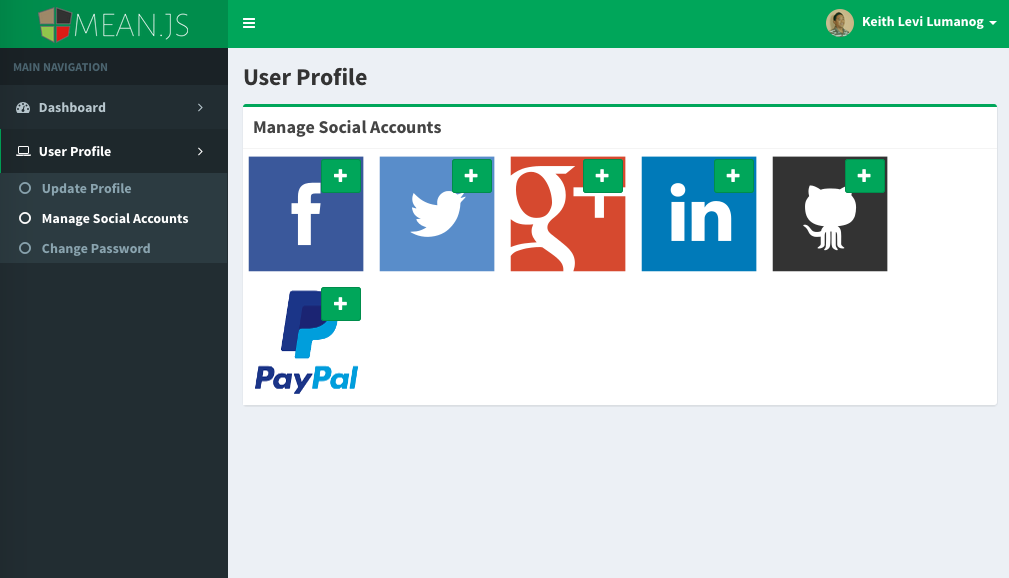 MEAN.JS
Keith Levi Lumanog
MAIN NAVIGATION
Dashboard
User Profile
Update Profile
Manage Social Accounts
Change Password
User Profile
Manage Social Accounts
f
g+
in
PayPal